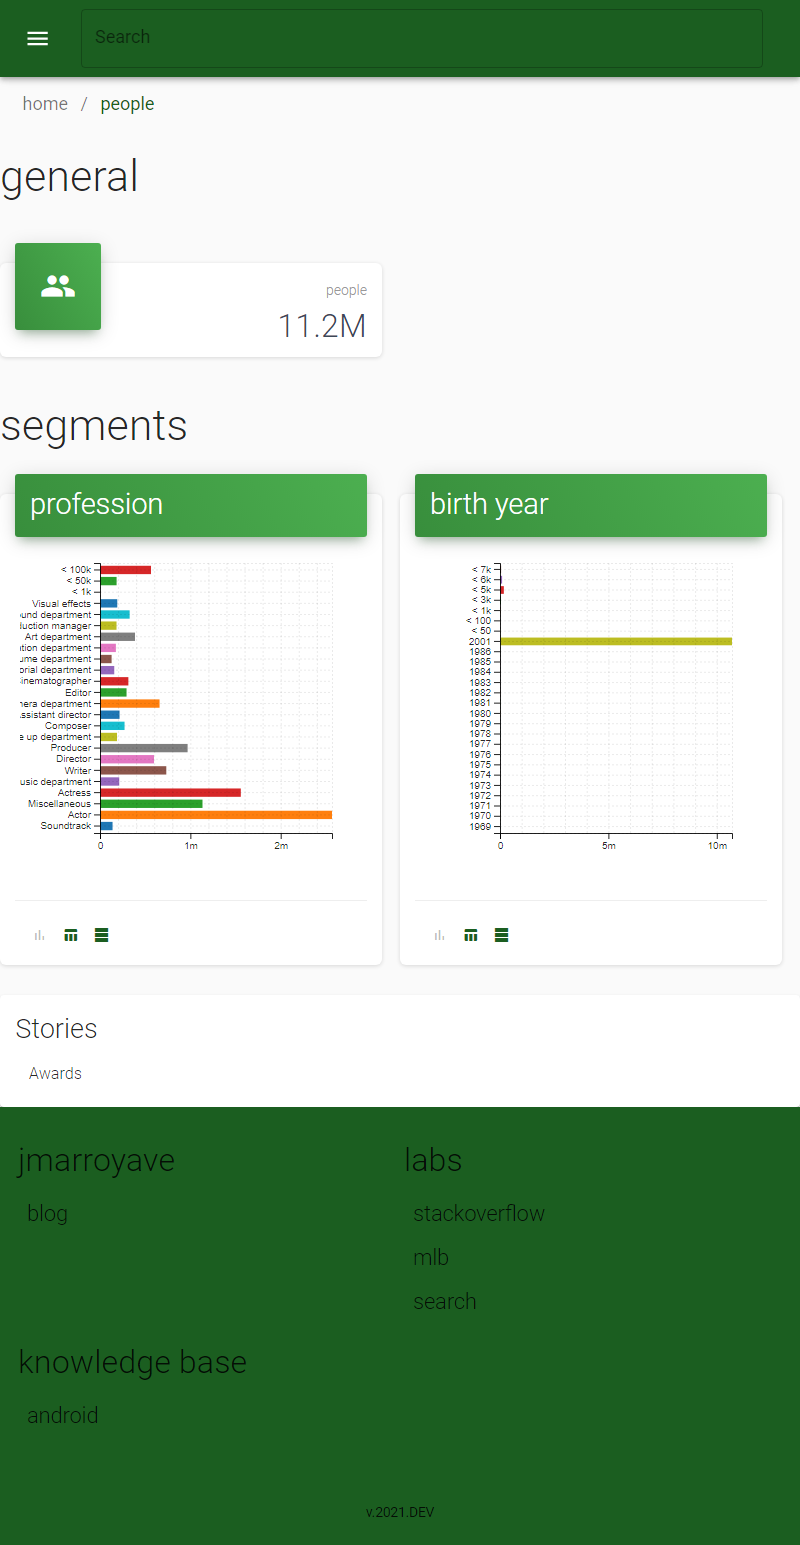 Search
home / people
general
people
11.2M
segments
profession
< 100k
< 50k
< 1k
Visual effects
und department
luction manager
Art department
ation department
ume department
orial department
inematographer
Editor
nera department
ssistant director
Composer
e up department
Producer
Director
Writer
usic department
Actress
Miscellaneous
Actor
Soundtrack
0 1m 2m
birth year
< 7k
< 6k
< 5k
< 3k
< 1k
< 100
< 50
2001
1986
1985
1984
1983
1982
1981
1980
1979
1978
1977
1976
1975
1974
1973
1972
1971
1970
1969
0 5m 10m
Stories
Awards
jmarroyave
blog
labs
stackoverflow
mlb
search
knowledge base
android
v.2021.DEV